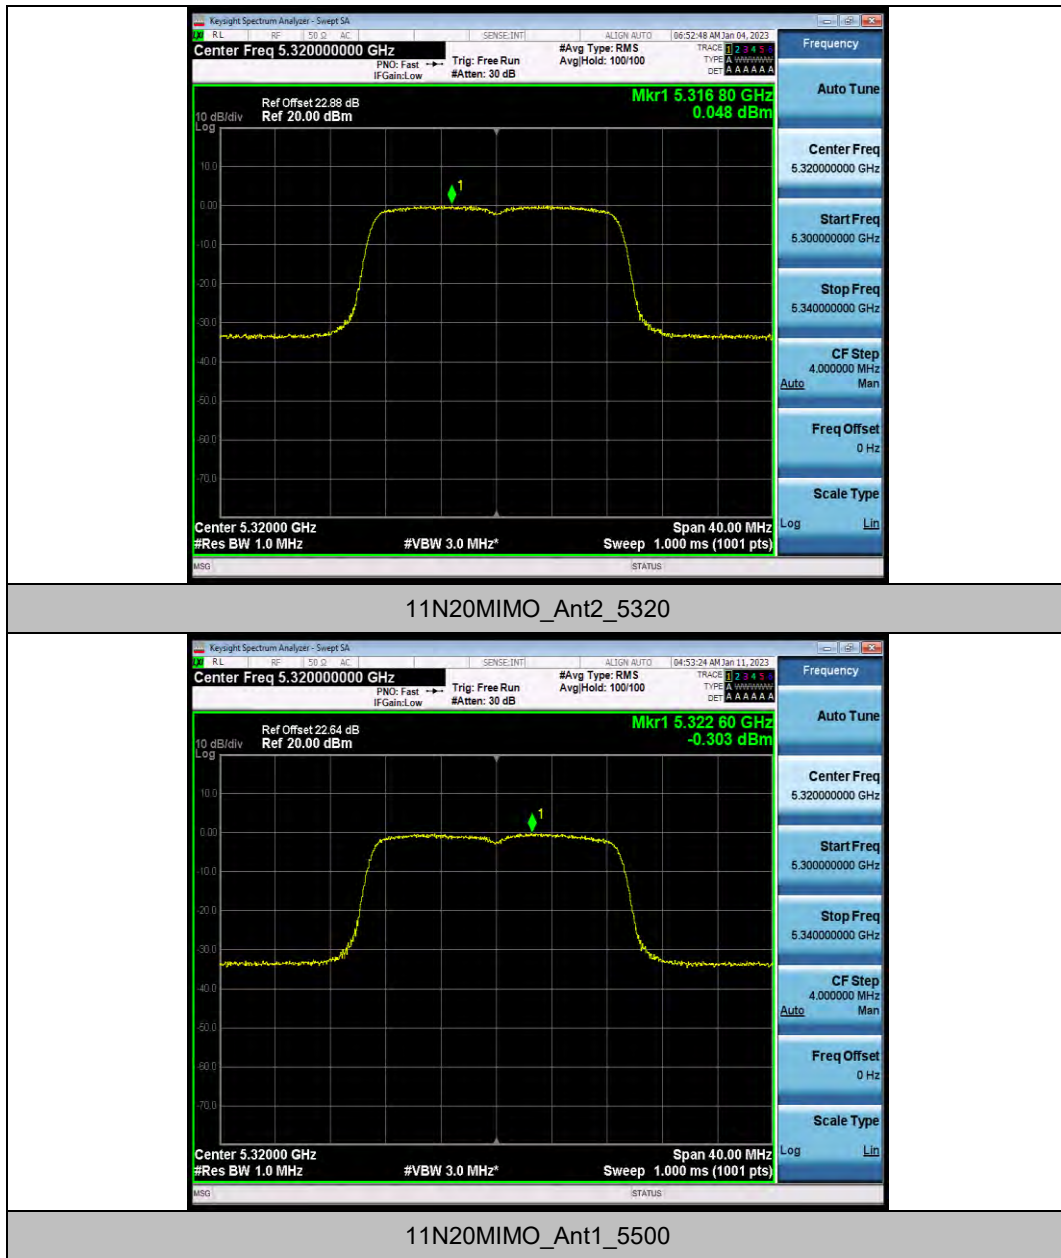 Keysight Spectrum Analyzer - Swept SA
RL RF 50 Ω AC SENSE:INT ALIGN AUTO 06:52:48 AM Jan 04, 2023
Center Freq 5.320000000 GHz #Avg Type: RMS TRACE 1 2 3 4 5 6 Frequency
PNO: Fast Trig: Free Run Avg|Hold: 100/100 TYPE A WWWWW
IFGain:Low #Atten: 30 dB DET A A A A A A
Auto Tune
Mkr1 5.316 80 GHz
Ref Offset 22.88 dB
10 dB/div Ref 20.00 dBm 0.048 dBm
Log
Center Freq
5.320000000 GHz
10.0
1
0.00
Start Freq
5.300000000 GHz
-10.0
-20.0
Stop Freq
5.340000000 GHz
-30.0
CF Step
4.000000 MHz
Auto Man
-40.0
-50.0
Freq Offset
0 Hz
-60.0
-70.0
Scale Type
Log Lin
Center 5.32000 GHz Span 40.00 MHz
#Res BW 1.0 MHz #VBW 3.0 MHz* Sweep 1.000 ms (1001 pts)
MSG STATUS
11N20MIMO_Ant2_5320
Keysight Spectrum Analyzer - Swept SA
RL RF 50 Ω AC SENSE:INT ALIGN AUTO 04:53:24 AM Jan 11, 2023
Center Freq 5.320000000 GHz #Avg Type: RMS TRACE 1 2 3 4 5 6 Frequency
PNO: Fast Trig: Free Run Avg|Hold: 100/100 TYPE A WWWWW
IFGain:Low #Atten: 30 dB DET A A A A A A
Auto Tune
Mkr1 5.322 60 GHz
Ref Offset 22.64 dB
10 dB/div Ref 20.00 dBm -0.303 dBm
Log
Center Freq
5.320000000 GHz
10.0
1
0.00
Start Freq
5.300000000 GHz
-10.0
-20.0
Stop Freq
5.340000000 GHz
-30.0
CF Step
4.000000 MHz
Auto Man
-40.0
-50.0
Freq Offset
0 Hz
-60.0
-70.0
Scale Type
Log Lin
Center 5.32000 GHz Span 40.00 MHz
#Res BW 1.0 MHz #VBW 3.0 MHz* Sweep 1.000 ms (1001 pts)
MSG STATUS
11N20MIMO_Ant1_5500